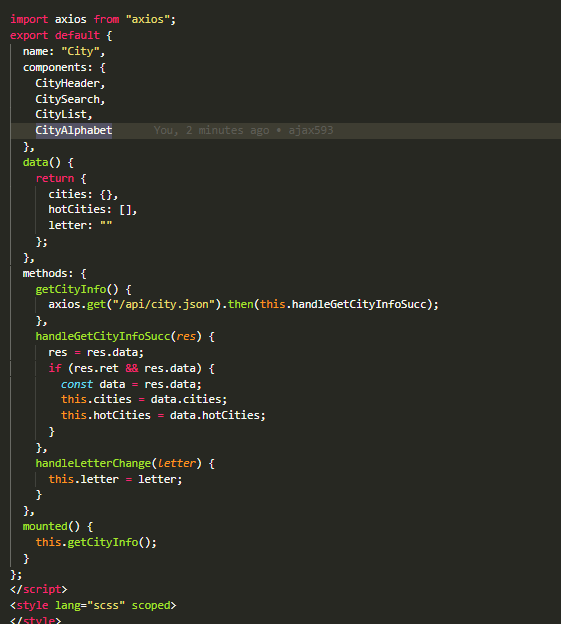 import axios from "axios";
export default {
  name: "City",
  components: {
    CityHeader,
    CitySearch,
    CityList,
    CityAlphabet      You, 2 minutes ago • ajax593
  },
  data() {
    return {
      cities: {},
      hotCities: [],
      letter: ""
    };
  },
  methods: {
    getCityInfo() {
      axios.get("/api/city.json").then(this.handleGetCityInfoSucc);
    },
    handleGetCityInfoSucc(res) {
      res = res.data;
      if (res.ret && res.data) {
        const data = res.data;
        this.cities = data.cities;
        this.hotCities = data.hotCities;
      }
    },
    handleLetterChange(letter) {
      this.letter = letter;
    }
  },
  mounted() {
    this.getCityInfo();
  }
};
</script>
<style lang="scss" scoped>
</style>